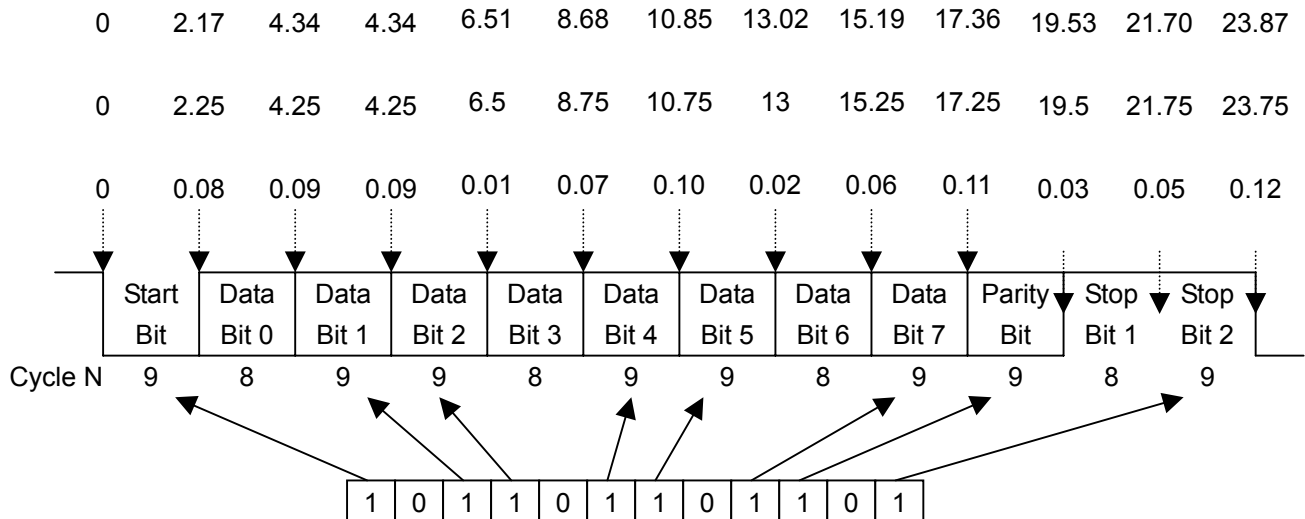 0 2.17 4.34 4.34 6.51 8.68 10.85 13.02 15.19 17.36 19.53 21.70 23.87
0 2.25 4.25 4.25 6.5 8.75 10.75 13 15.25 17.25 19.5 21.75 23.75
0 0.08 0.09 0.09 0.01 0.07 0.10 0.02 0.06 0.11 0.03 0.05 0.12
Start Data Data Data Data Data Data Data Data Parity Stop Stop
Bit Bit 0 Bit 1 Bit 2 Bit 3 Bit 4 Bit 5 Bit 6 Bit 7 Bit Bit 1 Bit 2
Cycle N 9 8 9 9 8 9 9 8 9 9 8 9
1 0 1 1 0 1 1 0 1 1 0 1